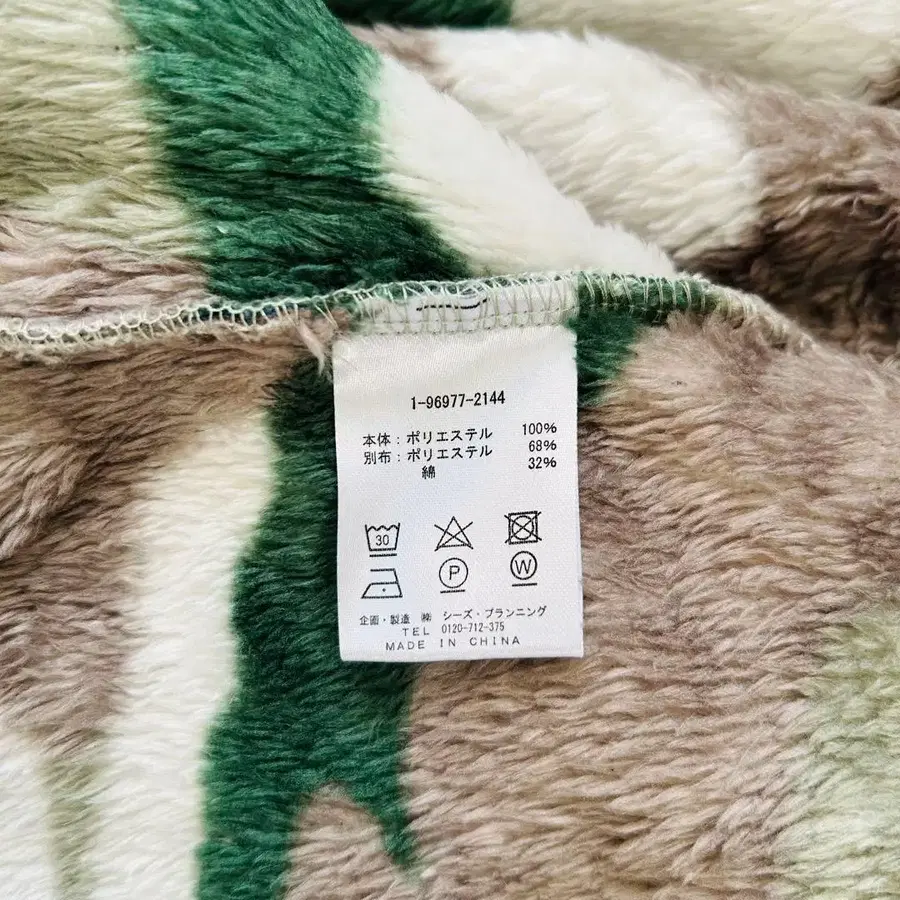 1-96977-2144
本体：ポリエステル 100%
別布：ポリエステル 68%
綿 32%
30
P W
企画・製造 ㈱ シーズ・プランニング
TEL 0120-712-375
MADE IN CHINA